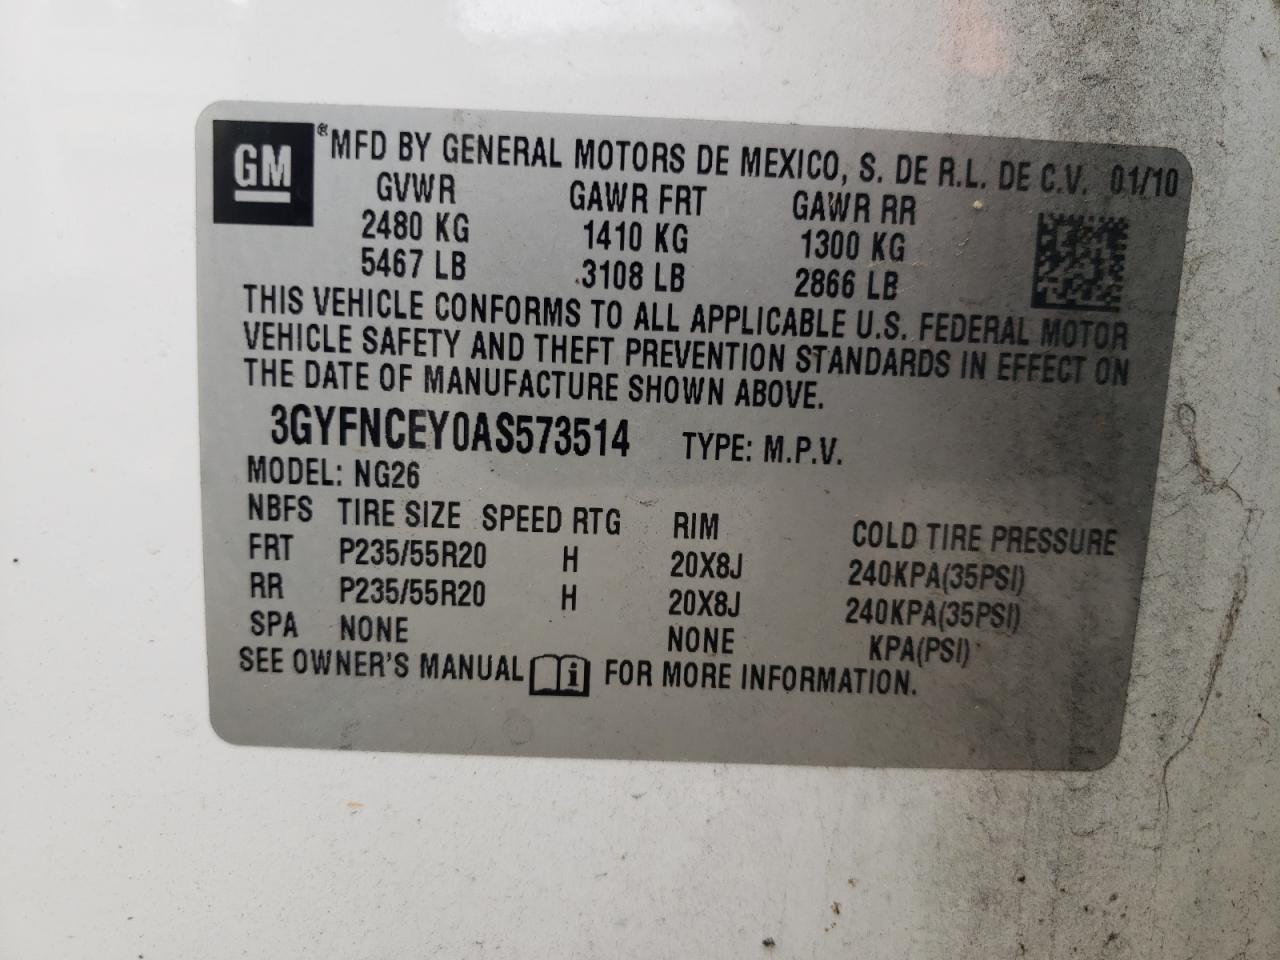 GM ®MFD BY GENERAL MOTORS DE MEXICO, S. DE R.L. DE C.V. 01/10
GVWR GAWR FRT GAWR RR
2480 KG 1410 KG 1300 KG
5467 LB 3108 LB 2866 LB
THIS VEHICLE CONFORMS TO ALL APPLICABLE U.S. FEDERAL MOTOR
VEHICLE SAFETY AND THEFT PREVENTION STANDARDS IN EFFECT ON
THE DATE OF MANUFACTURE SHOWN ABOVE.
3GYFNCEY0AS573514 TYPE: M.P.V.
MODEL: NG26
NBFS TIRE SIZE SPEED RTG RIM COLD TIRE PRESSURE
FRT P235/55R20 H 20X8J 240KPA(35PSI)
RR P235/55R20 H 20X8J 240KPA(35PSI)
SPA NONE NONE KPA(PSI)
SEE OWNER'S MANUAL i FOR MORE INFORMATION.